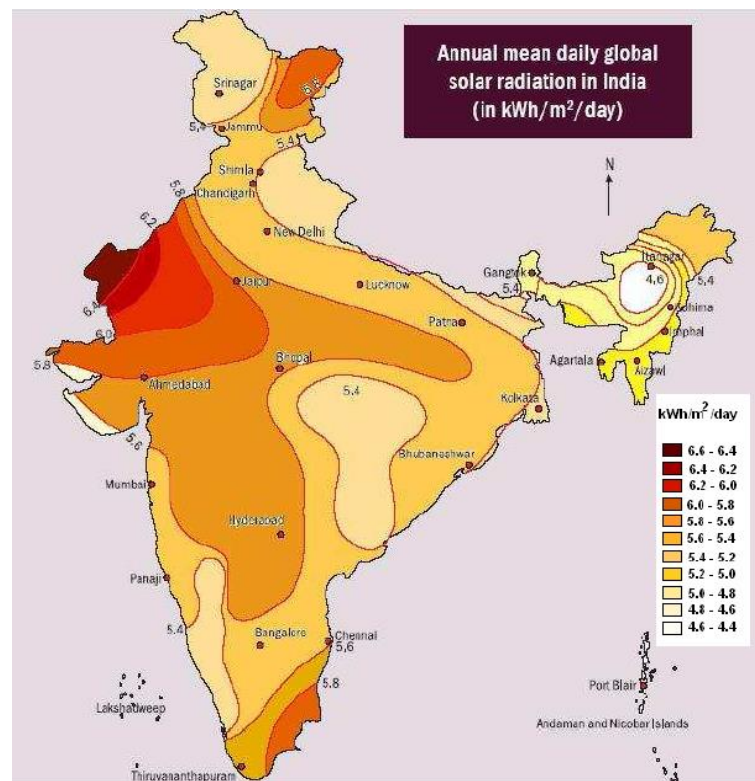 Annual mean daily global
solar radiation in India
(in kWh/m²/day)
Srinagar
5.8
5.4
Jammu
5.4
Shimla
Chandigarh
N
5.8
6.2
New Delhi
Itanagar
Gangtok
4.6
5.4
5.4
Jaipur
Lucknow
6.4
6.0
Patna
Imphal
5.8
Bhopal
Agartala
Aizawl
Ahmedabad
5.4
Kolkata
kWh/m²/day
5.6
Bhubaneshwar
6.6 - 6.4
6.4 - 6.2
Mumbai
6.2 - 6.0
6.0 - 5.8
Hyderabad
5.8 - 5.6
5.6 - 5.4
5.4 - 5.2
Panaji
5.2 - 5.0
5.0 - 4.8
4.8 - 4.6
5.4
4.6 - 4.4
Bangalore
Chennai
5.6
5.8
Port Blair
Lakshadweep
Andaman and Nicobar Islands
Thiruvananthapuram